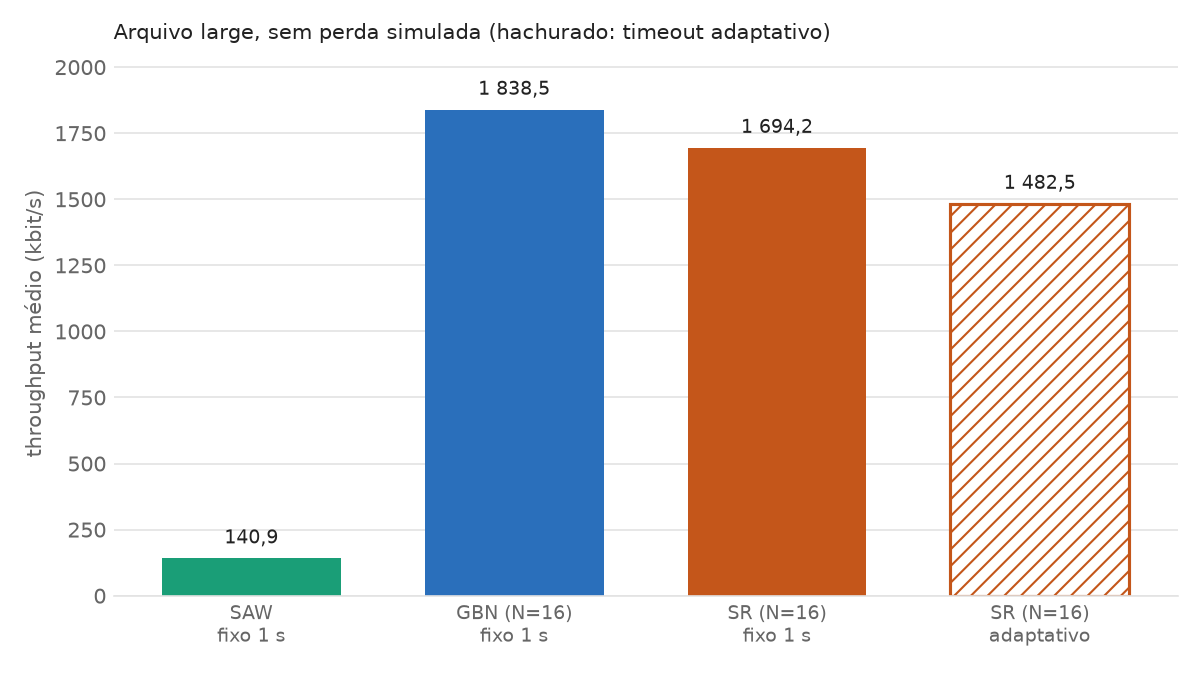 Arquivo large, sem perda simulada (hachurado: timeout adaptativo)
throughput médio (kbit/s)
2000
1750
1500
1250
1000
750
500
250
0
140,9
1 838,5
1 694,2
1 482,5
SAW
fixo 1 s
GBN (N=16)
fixo 1 s
SR (N=16)
fixo 1 s
SR (N=16)
adaptativo